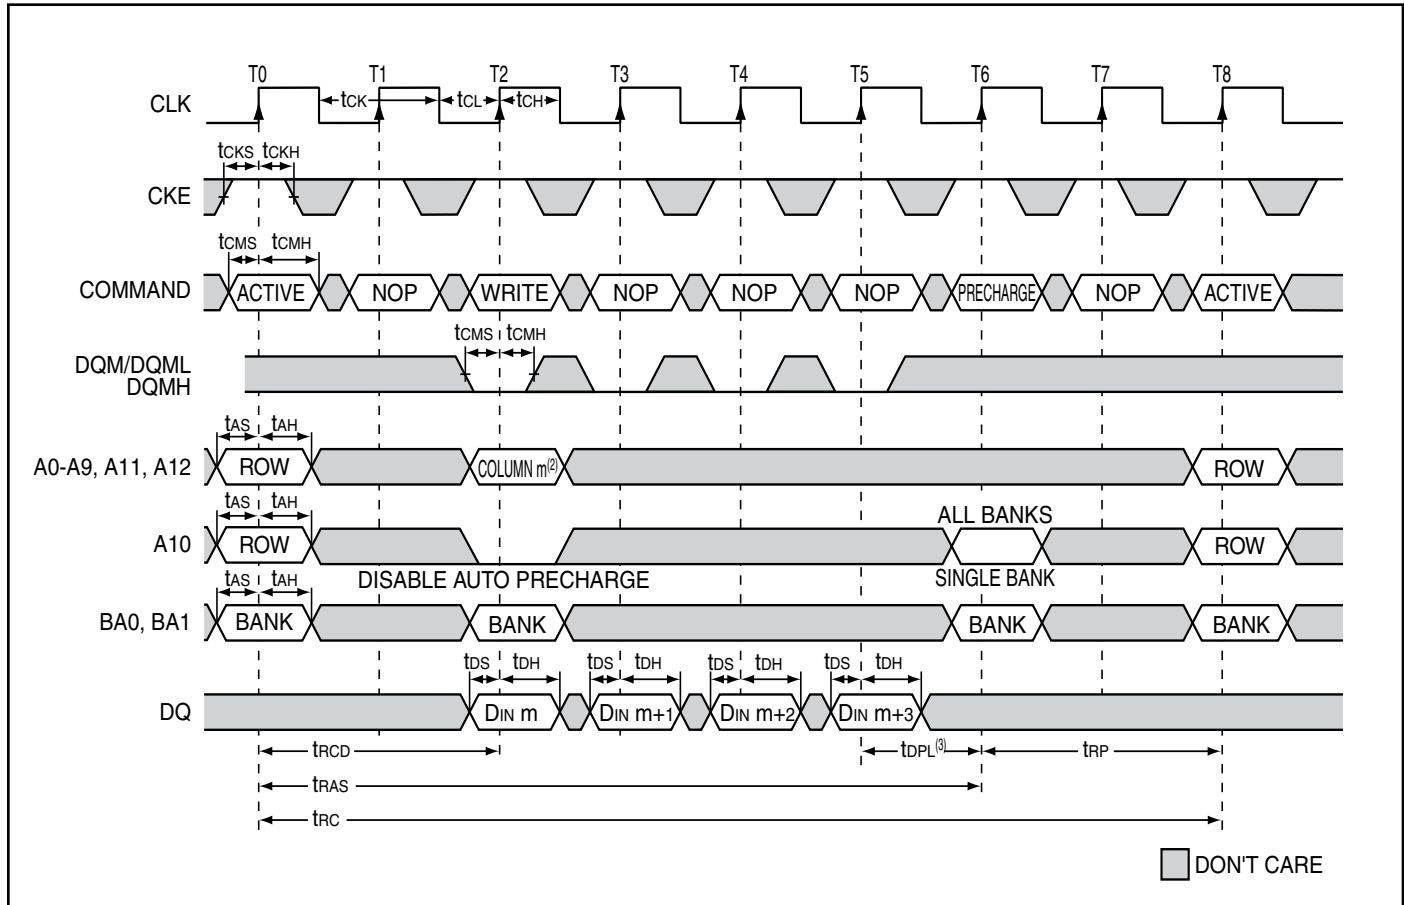 T0 T1 T2 T3 T4 T5 T6 T7 T8
CLK tCK tCL tCH
tCKS tCKH
CKE
tCMS tCMH
COMMAND ACTIVE NOP WRITE NOP NOP NOP PRECHARGE NOP ACTIVE
tCMS tCMH
DQM/DQML
DQMH
tAS tAH
A0-A9, A11, A12 ROW COLUMN m(2) ROW
tAS tAH ALL BANKS
A10 ROW ROW
DISABLE AUTO PRECHARGE SINGLE BANK
tAS tAH
BA0, BA1 BANK BANK BANK BANK
tDS tDH tDS tDH tDS tDH tDS tDH
DQ DIN m DIN m+1 DIN m+2 DIN m+3
tRCD tDPL(3) tRP
tRAS
tRC
DON'T CARE